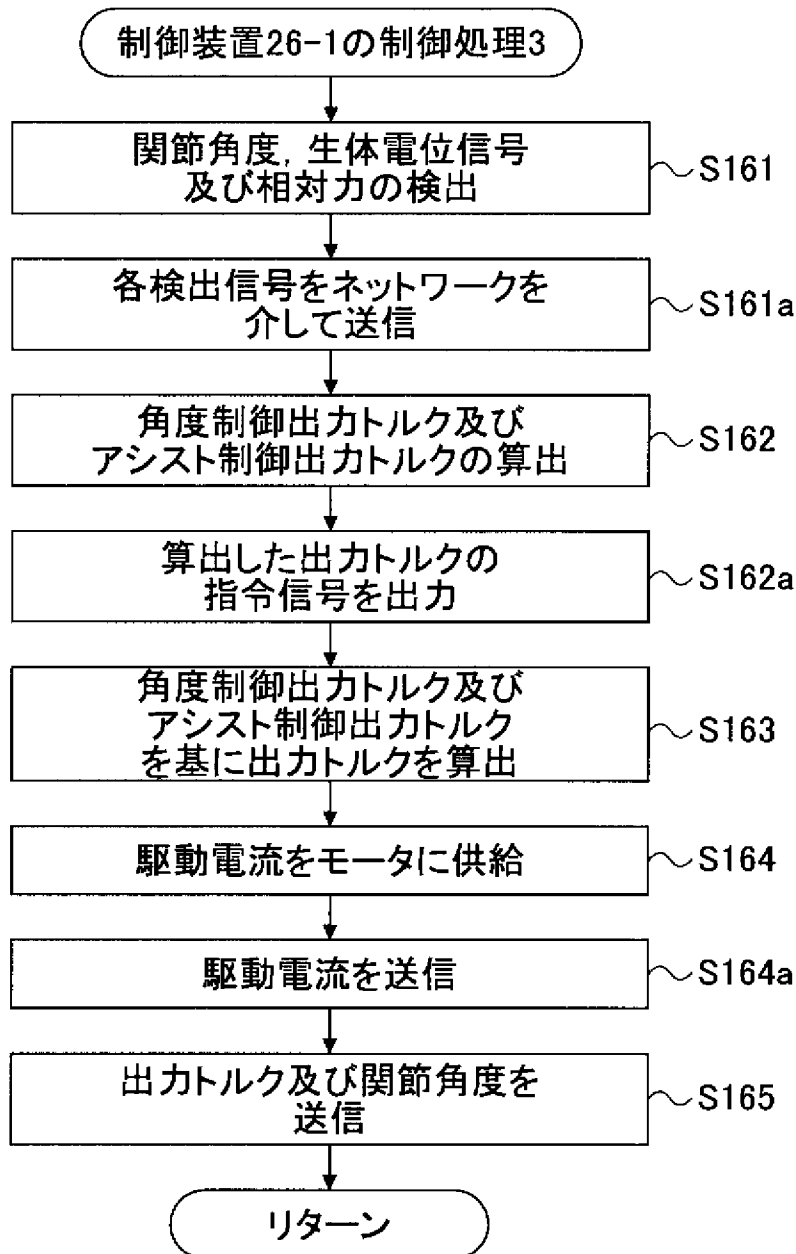 制御装置26-1の制御処理3
関節角度, 生体電位信号
及び相対力の検出
S161
各検出信号をネットワークを
介して送信
S161a
角度制御出力トルク及び
アシスト制御出力トルクの算出
S162
算出した出力トルクの
指令信号を出力
S162a
角度制御出力トルク及び
アシスト制御出力トルク
を基に出力トルクを算出
S163
駆動電流をモータに供給
S164
駆動電流を送信
S164a
出力トルク及び関節角度を
送信
S165
リターン